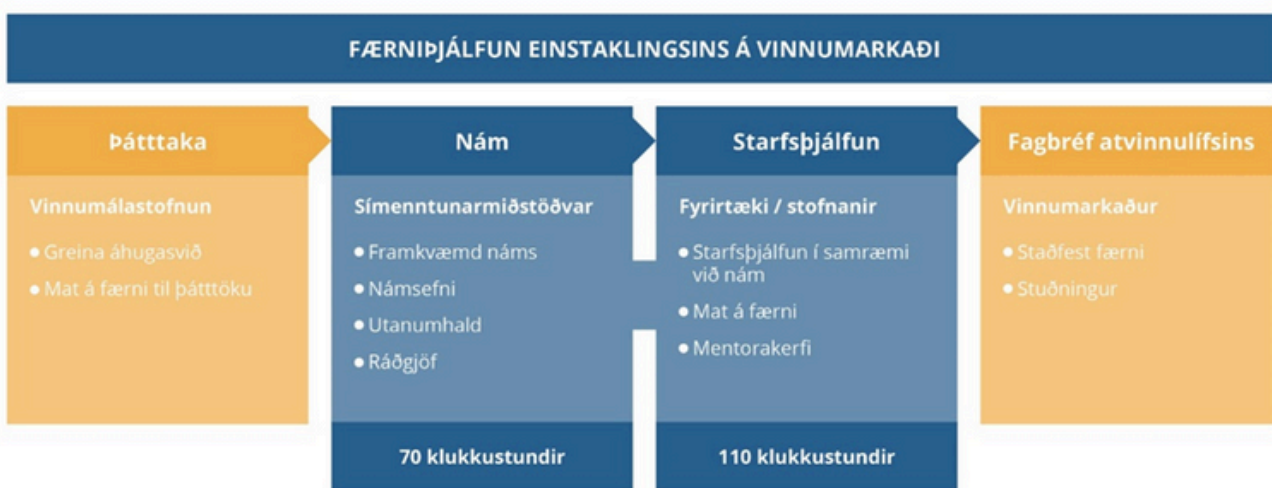 FÆRNIÞJÁLFUN EINSTAKLINGSINS Á VINNUMARKAÐI
Þátttaka
Vinnumálastofnun
● Greina áhugasvið
● Mat á færni til þátttöku
Nám
Símenntunarmiðstöðvar
● Framkvæmd náms
● Námsefni
● Utanumhald
● Ráðgjöf
70 klukkustundir
Starfsþjálfun
Fyrirtæki / stofnanir
● Starfsþjálfun í samræmi
við nám
● Mat á færni
● Mentorakerfi
110 klukkustundir
Fagbréf atvinnulífsins
Vinnumarkaður
● Staðfest færni
● Stuðningur